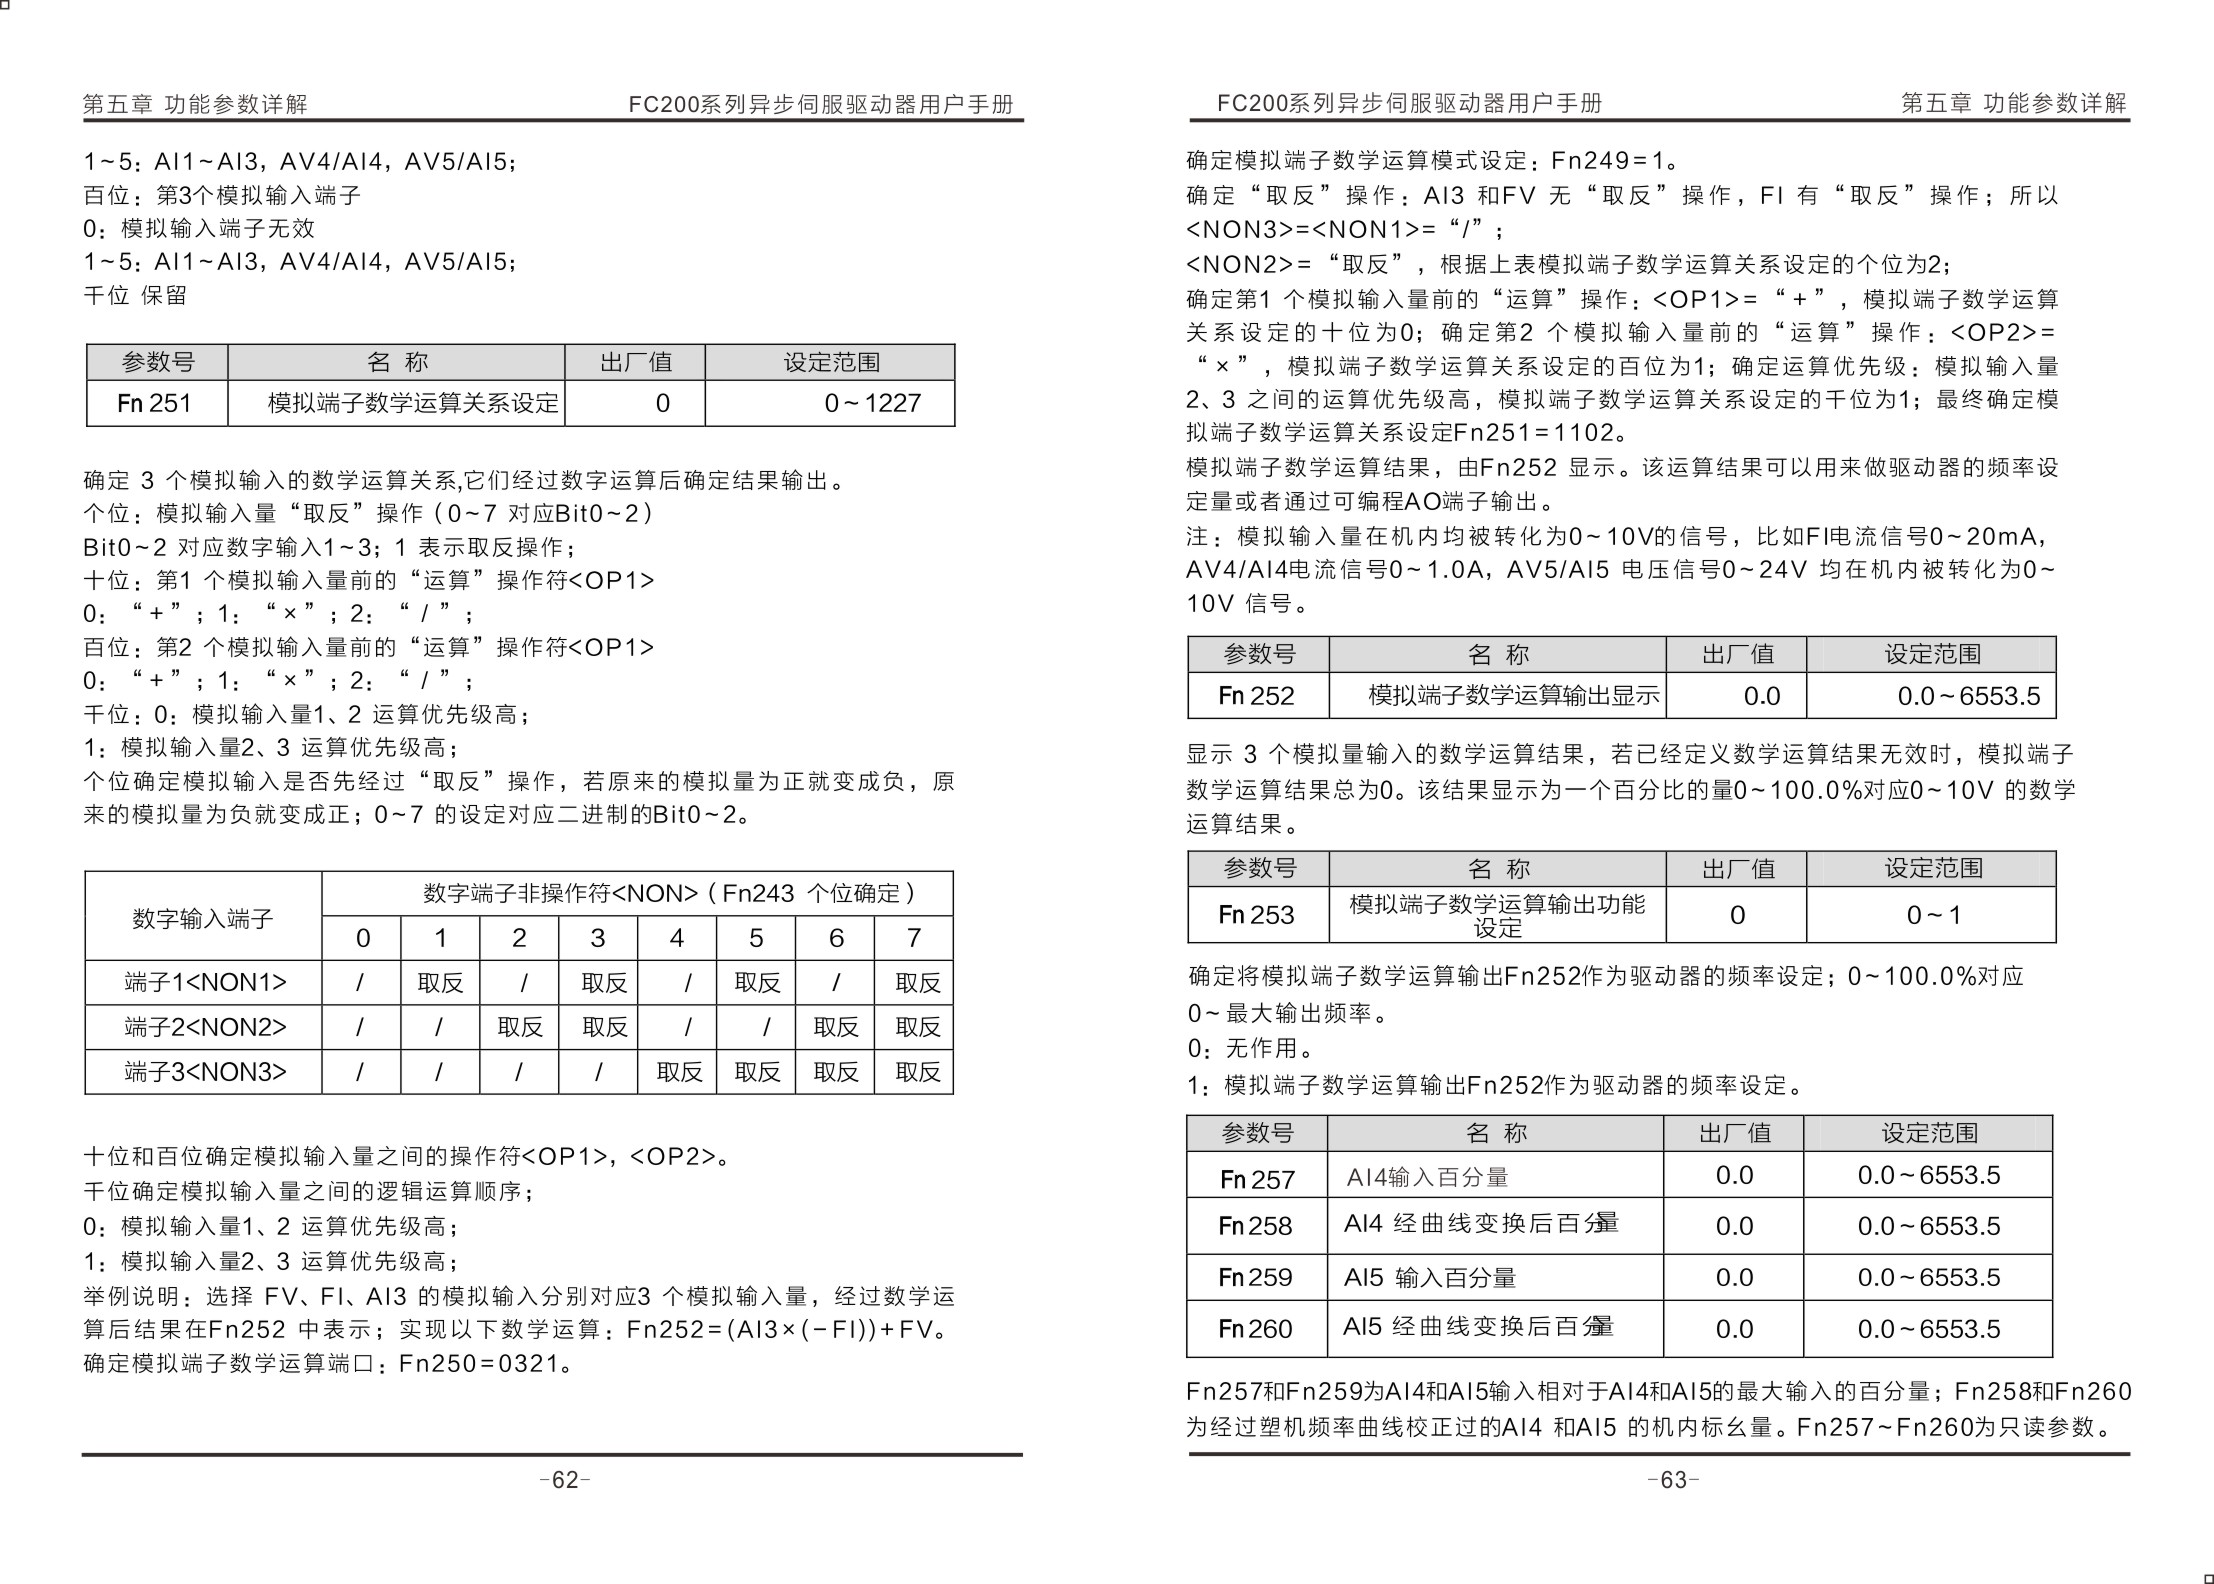 第五章 功能参数详解 FC200系列异步伺服驱动器用户手册
1~5：AI1~AI3，AV4/AI4，AV5/AI5；
百位：第3个模拟输入端子
0：模拟输入端子无效
1~5：AI1~AI3，AV4/AI4，AV5/AI5；
千位 保留
参数号 名 称 出厂值 设定范围
Fn 251 模拟端子数学运算关系设定 0 0~1227
确定 3 个模拟输入的数学运算关系,它们经过数字运算后确定结果输出。
个位：模拟输入量“取反”操作（0~7 对应Bit0~2）
Bit0~2 对应数字输入1~3；1 表示取反操作；
十位：第1 个模拟输入量前的“运算”操作符<OP1>
0：“+”；1：“×”；2：“/”；
百位：第2 个模拟输入量前的“运算”操作符<OP1>
0：“+”；1：“×”；2：“/”；
千位：0：模拟输入量1、2 运算优先级高；
1：模拟输入量2、3 运算优先级高；
个位确定模拟输入是否先经过“取反”操作，若原来的模拟量为正就变成负，原
来的模拟量为负就变成正；0~7 的设定对应二进制的Bit0~2。
数字输入端子 数字端子非操作符<NON>（Fn243 个位确定）
0 1 2 3 4 5 6 7
端子1<NON1> / 取反 / 取反 / 取反 / 取反
端子2<NON2> / / 取反 取反 / / 取反 取反
端子3<NON3> / / / / 取反 取反 取反 取反
十位和百位确定模拟输入量之间的操作符<OP1>，<OP2>。
千位确定模拟输入量之间的逻辑运算顺序；
0：模拟输入量1、2 运算优先级高；
1：模拟输入量2、3 运算优先级高；
举例说明：选择 FV、FI、AI3 的模拟输入分别对应3 个模拟输入量，经过数学运
算后结果在Fn252 中表示；实现以下数学运算：Fn252=(AI3×(－FI))+FV。
确定模拟端子数学运算端口：Fn250=0321。
-62-
FC200系列异步伺服驱动器用户手册 第五章 功能参数详解
确定模拟端子数学运算模式设定：Fn249=1。
确定“取反”操作：AI3 和FV 无“取反”操作，FI 有“取反”操作；所以
<NON3>=<NON1>=“/”；
<NON2>=“取反”，根据上表模拟端子数学运算关系设定的个位为2；
确定第1 个模拟输入量前的“运算”操作：<OP1>=“+”，模拟端子数学运算
关系设定的十位为0；确定第2 个模拟输入量前的“运算”操作：<OP2>=
“×”，模拟端子数学运算关系设定的百位为1；确定运算优先级：模拟输入量
2、3 之间的运算优先级高，模拟端子数学运算关系设定的千位为1；最终确定模
拟端子数学运算关系设定Fn251=1102。
模拟端子数学运算结果，由Fn252 显示。该运算结果可以用来做驱动器的频率设
定量或者通过可编程AO端子输出。
注：模拟输入量在机内均被转化为0~10V的信号，比如FI电流信号0~20mA，
AV4/AI4电流信号0~1.0A，AV5/AI5 电压信号0~24V 均在机内被转化为0~
10V 信号。
参数号 名 称 出厂值 设定范围
Fn 252 模拟端子数学运算输出显示 0.0 0.0~6553.5
显示 3 个模拟量输入的数学运算结果，若已经定义数学运算结果无效时，模拟端子
数学运算结果总为0。该结果显示为一个百分比的量0~100.0%对应0~10V 的数学
运算结果。
参数号 名 称 出厂值 设定范围
Fn 253 模拟端子数学运算输出功能 0 0~1
设定
确定将模拟端子数学运算输出Fn252作为驱动器的频率设定；0~100.0%对应
0~最大输出频率。
0：无作用。
1：模拟端子数学运算输出Fn252作为驱动器的频率设定。
参数号 名 称 出厂值 设定范围
Fn 257 AI4输入百分量 0.0 0.0~6553.5
Fn 258 AI4 经曲线变换后百分量 0.0 0.0~6553.5
Fn 259 AI5 输入百分量 0.0 0.0~6553.5
Fn 260 AI5 经曲线变换后百分量 0.0 0.0~6553.5
Fn257和Fn259为AI4和AI5输入相对于AI4和AI5的最大输入的百分量；Fn258和Fn260
为经过塑机频率曲线校正过的AI4 和AI5 的机内标幺量。Fn257~Fn260为只读参数。
-63-